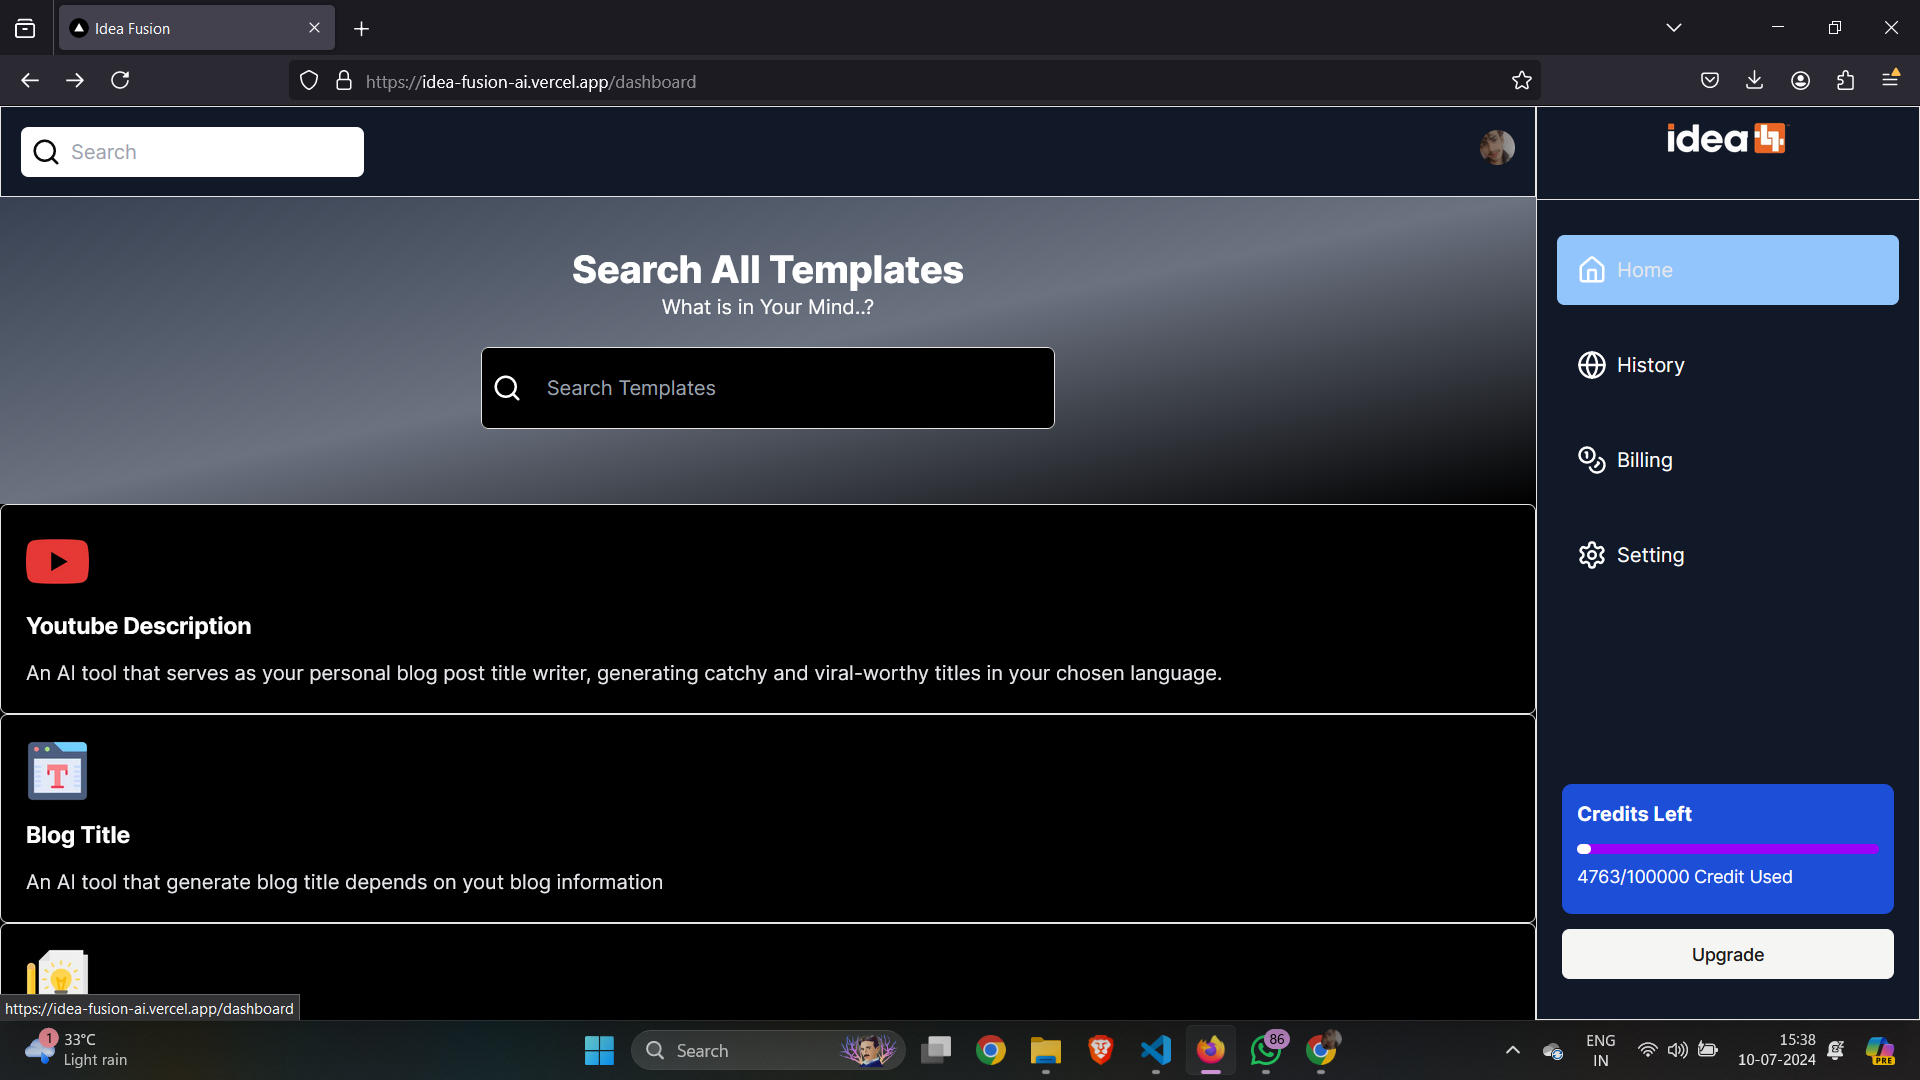 Idea Fusion
https://idea-fusion-ai.vercel.app/dashboard
Search
idea
Search All Templates
What is in Your Mind..?
Search Templates
Home
History
Billing
Setting
Youtube Description
An AI tool that serves as your personal blog post title writer, generating catchy and viral-worthy titles in your chosen language.
T
Blog Title
An AI tool that generate blog title depends on yout blog information
Credits Left
4763/100000 Credit Used
Upgrade
https://idea-fusion-ai.vercel.app/dashboard
1
33°C
Light rain
Search
86
ENG
IN
15:38
10-07-2024
PRE